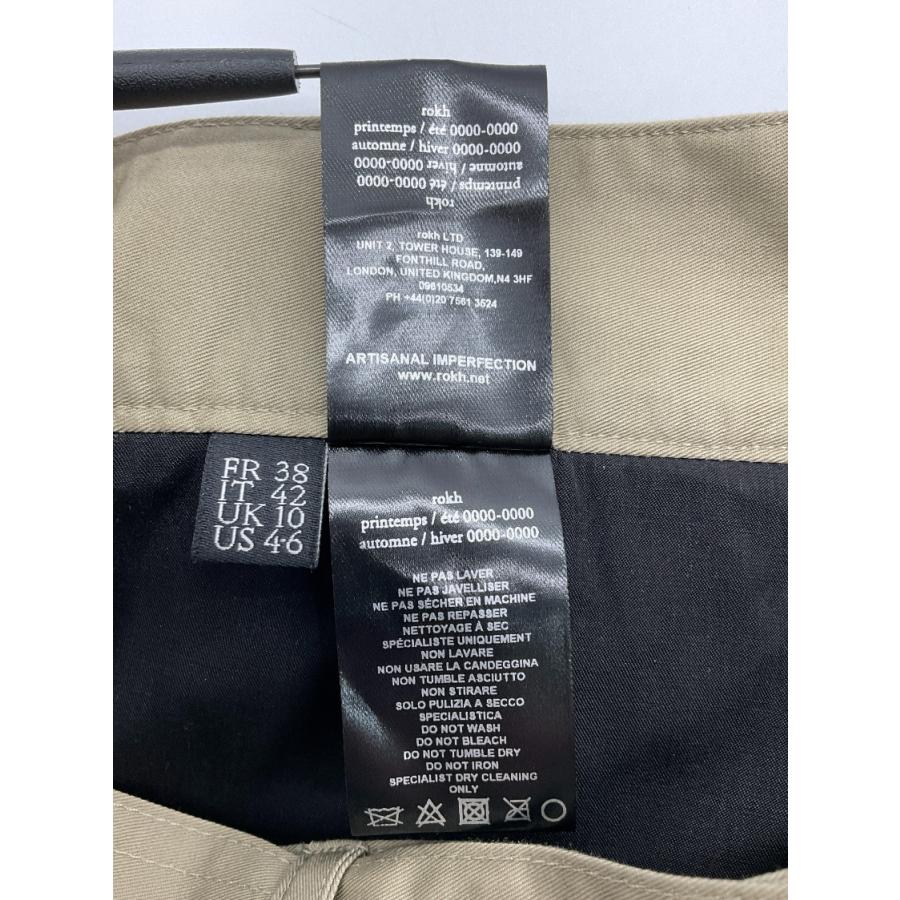 rokh
printemps / été 0000-0000
automne / hiver 0000-0000
automne / hiver 0000-0000
printemps / été 0000-0000
rokh
rokh LTD
UNIT 2, TOWER HOUSE, 139-149
FONTHILL ROAD,
LONDON, UNITED KINGDOM,N4 3HF
09610534
PH +44(0)20 7561 3524
ARTISANAL IMPERFECTION
www.rokh.net
FR 38
IT 42
UK 10
US 4-6
rokh
printemps / été 0000-0000
automne / hiver 0000-0000
NE PAS LAVER
NE PAS JAVELLISER
NE PAS SÉCHER EN MACHINE
NE PAS REPASSER
NETTOYAGE À SEC
SPÉCIALISTE UNIQUEMENT
NON LAVARE
NON USARE LA CANDEGGINA
NON TUMBLE ASCIUTTO
NON STIRARE
SOLO PULIZIA A SECCO
SPECIALISTICA
DO NOT WASH
DO NOT BLEACH
DO NOT TUMBLE DRY
DO NOT IRON
SPECIALIST DRY CLEANING
ONLY